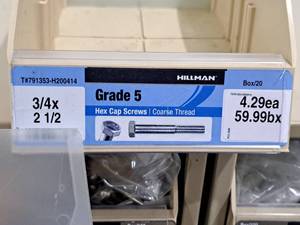 T#791353-H200414
HILLMAN
Box/20
3/4x
2 1/2
Grade 5
Hex Cap Screws | Coarse Thread
4.29ea
59.99bx